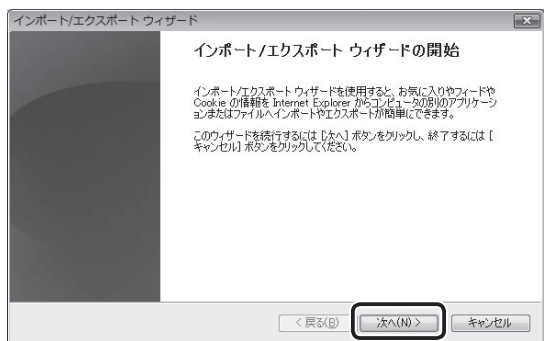 インポート/エクスポート ウィザード
インポート/エクスポート ウィザードの開始
インポート/エクスポート ウィザードを使用すると、お気に入りやフィードや
Cookie の情報を Internet Explorer からコンピュータの別のアプリケーシ
ョンまたはファイルへインポートやエクスポートが簡単にできます。
このウィザードを続行するには [次へ] ボタンをクリックし、終了するには [
キャンセル] ボタンをクリックしてください。
< 戻る(B)
次へ(N) >
キャンセル